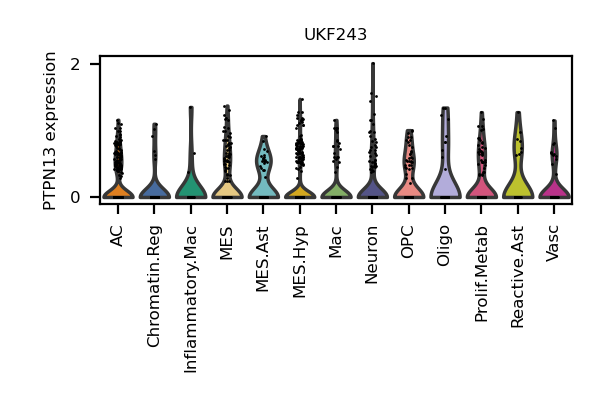 UKF243
PTPN13 expression
2
0
AC
Chromatin.Reg
Inflammatory.Mac
MES
MES.Ast
MES.Hyp
Mac
Neuron
OPC
Oligo
Prolif.Metab
Reactive.Ast
Vasc